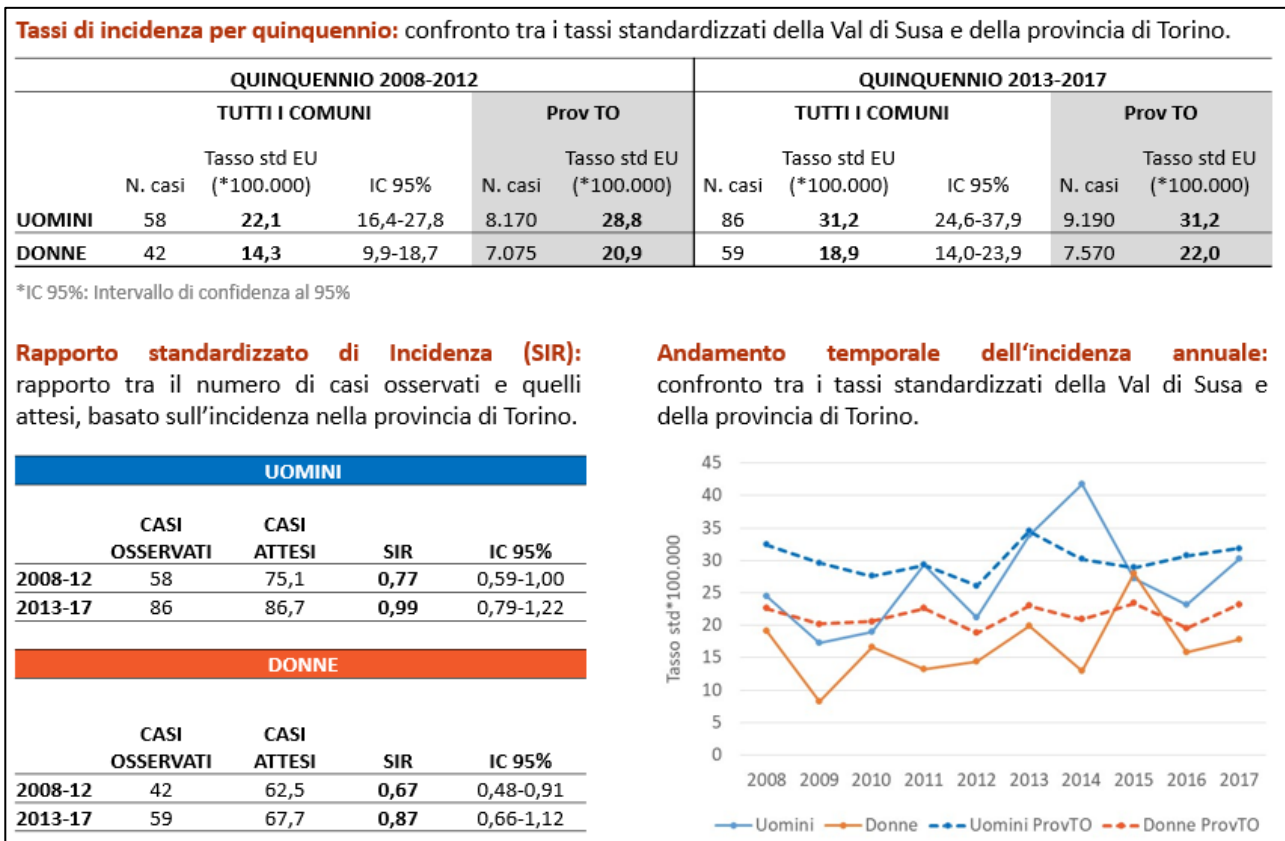 Tassi di incidenza per quinquennio: confronto tra i tassi standardizzati della Val di Susa e della provincia di Torino.
QUINQUENNIO 2008-2012 QUINQUENNIO 2013-2017
TUTTI I COMUNI Prov TO TUTTI I COMUNI Prov TO
Tasso std EU Tasso std EU Tasso std EU Tasso std EU
N. casi (*100.000) IC 95% N. casi (*100.000) N. casi (*100.000) IC 95% N. casi (*100.000)
UOMINI 58 22,1 16,4-27,8 8.170 28,8 86 31,2 24,6-37,9 9.190 31,2
DONNE 42 14,3 9,9-18,7 7.075 20,9 59 18,9 14,0-23,9 7.570 22,0
*IC 95%: Intervallo di confidenza al 95%
Rapporto standardizzato di Incidenza (SIR):
rapporto tra il numero di casi osservati e quelli
attesi, basato sull’incidenza nella provincia di Torino.
UOMINI
CASI CASI
OSSERVATI ATTESI SIR IC 95%
2008-12 58 75,1 0,77 0,59-1,00
2013-17 86 86,7 0,99 0,79-1,22
DONNE
CASI CASI
OSSERVATI ATTESI SIR IC 95%
2008-12 42 62,5 0,67 0,48-0,91
2013-17 59 67,7 0,87 0,66-1,12
Andamento temporale dell‘incidenza annuale:
confronto tra i tassi standardizzati della Val di Susa e
della provincia di Torino.
Tasso std*100.000
45
40
35
30
25
20
15
10
5
0
2008 2009 2010 2011 2012 2013 2014 2015 2016 2017
Uomini Donne Uomini ProvTO Donne ProvTO